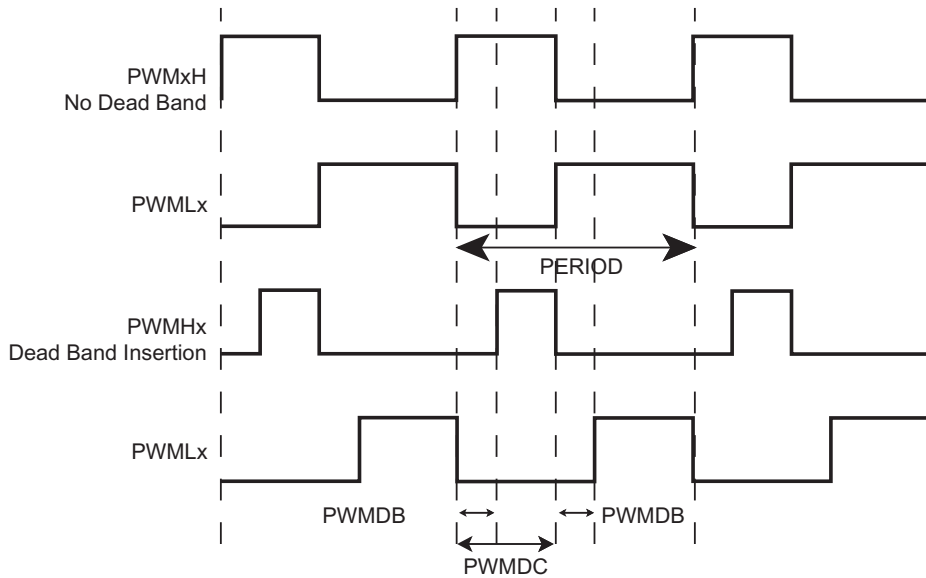 PWMxH
No Dead Band
PWMLx
PERIOD
PWMHx
Dead Band Insertion
PWMLx
PWMDB
PWMDB
PWMDC